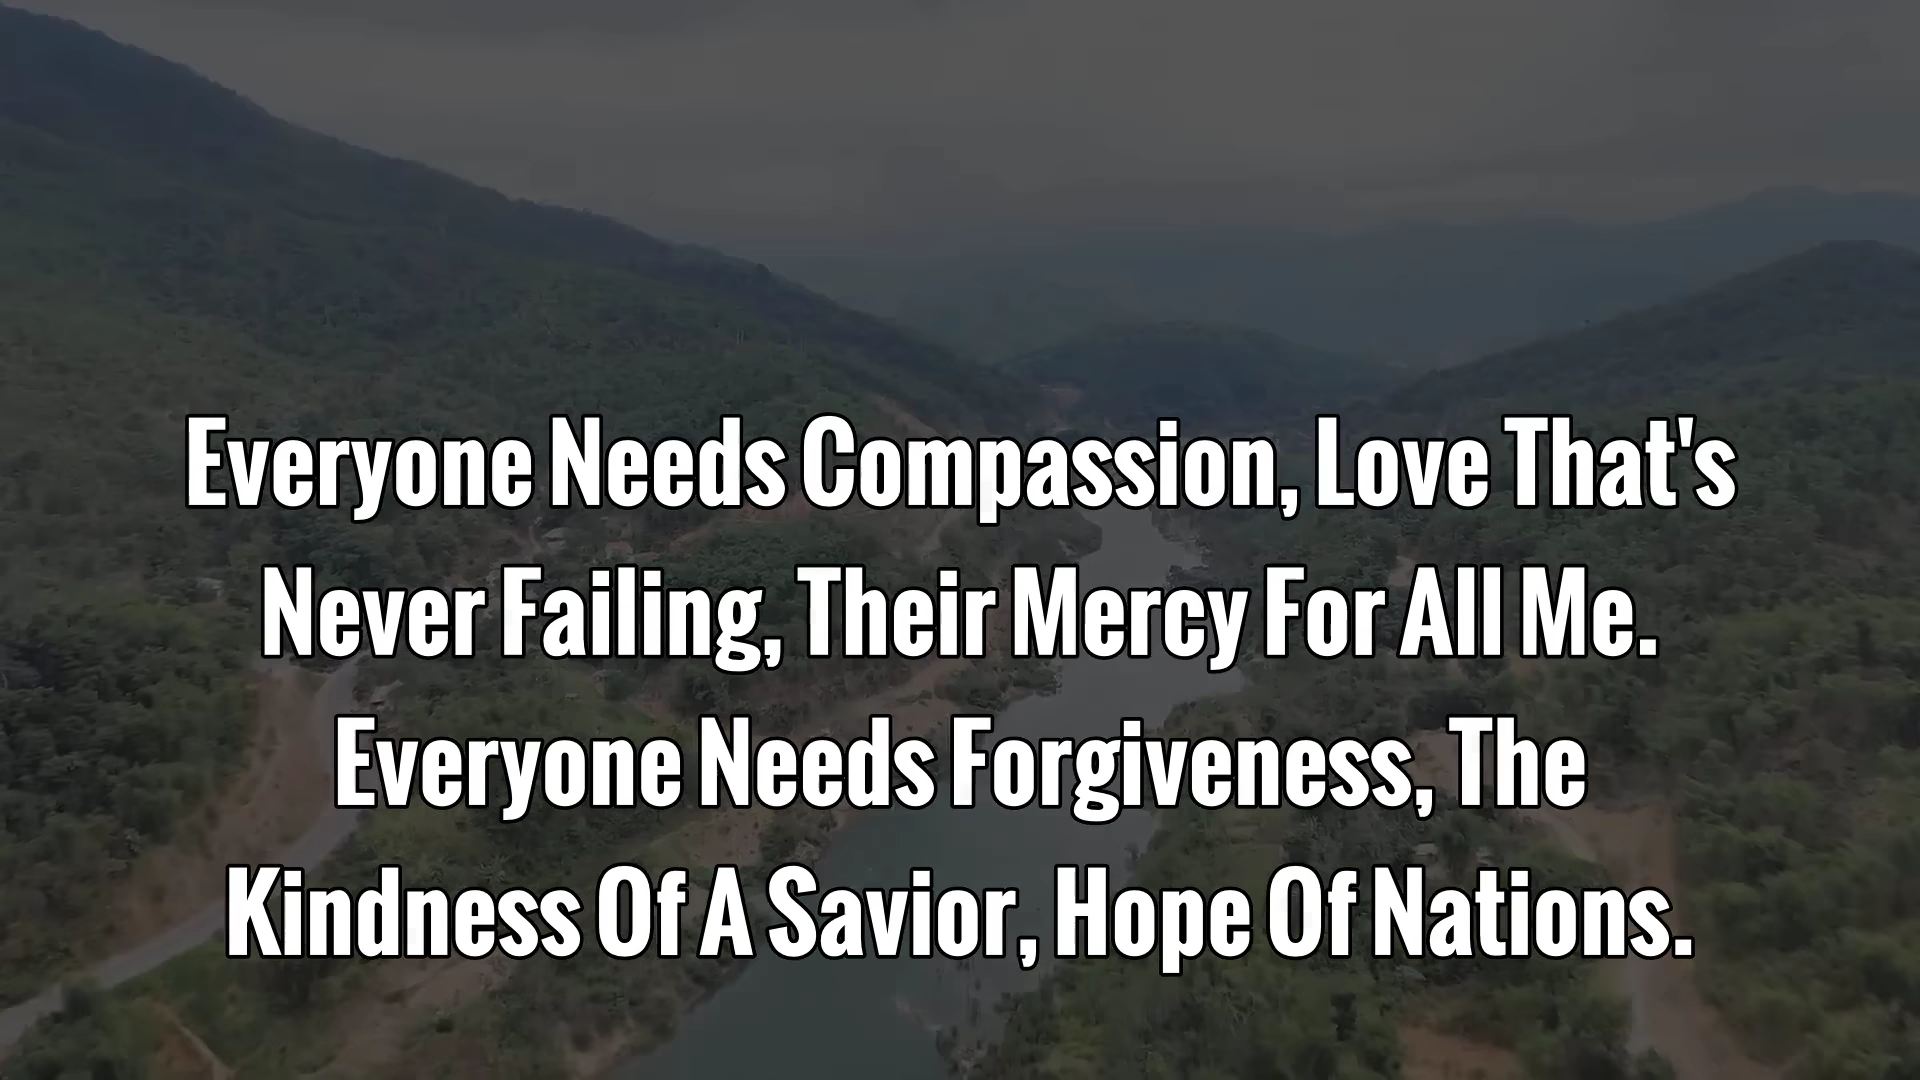 Everyone Needs Compassion, Love That's
Never Failing, Their Mercy For All Me.
Everyone Needs Forgiveness, The
Kindness Of A Savior, Hope Of Nations.